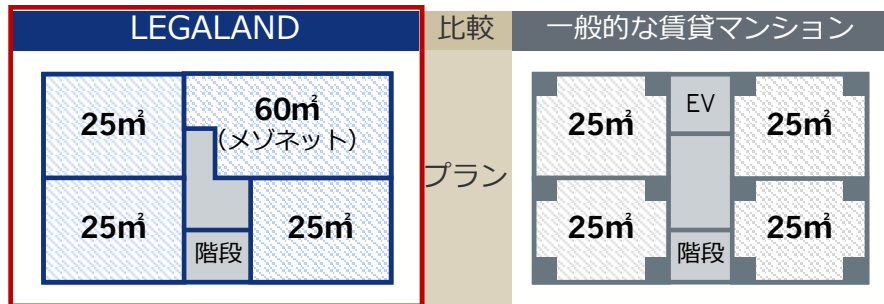 LEGALAND
比較
一般的な賃貸マンション
25㎡
60㎡
(メゾネット)
25㎡
25㎡
階段
プラン
25㎡
EV
25㎡
25㎡
階段
25㎡